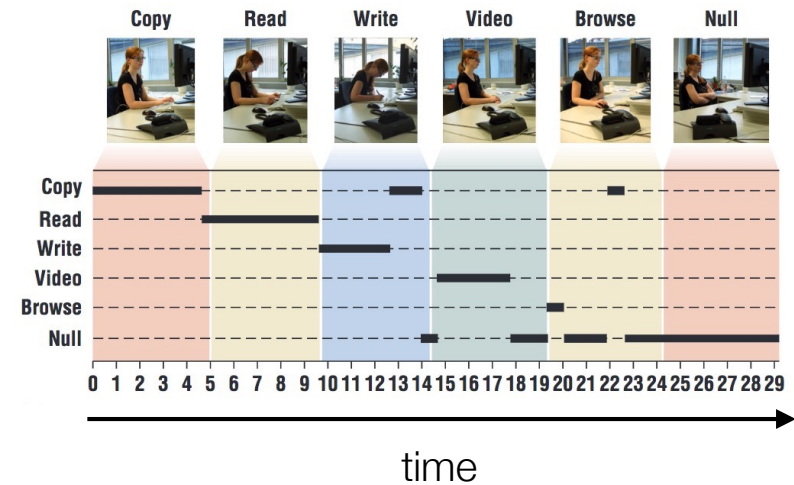 Copy Read Write Video Browse Null
Copy
Read
Write
Video
Browse
Null
0 1 2 3 4 5 6 7 8 9 10 11 12 13 14 15 16 17 18 19 20 21 22 23 24 25 26 27 28 29
time